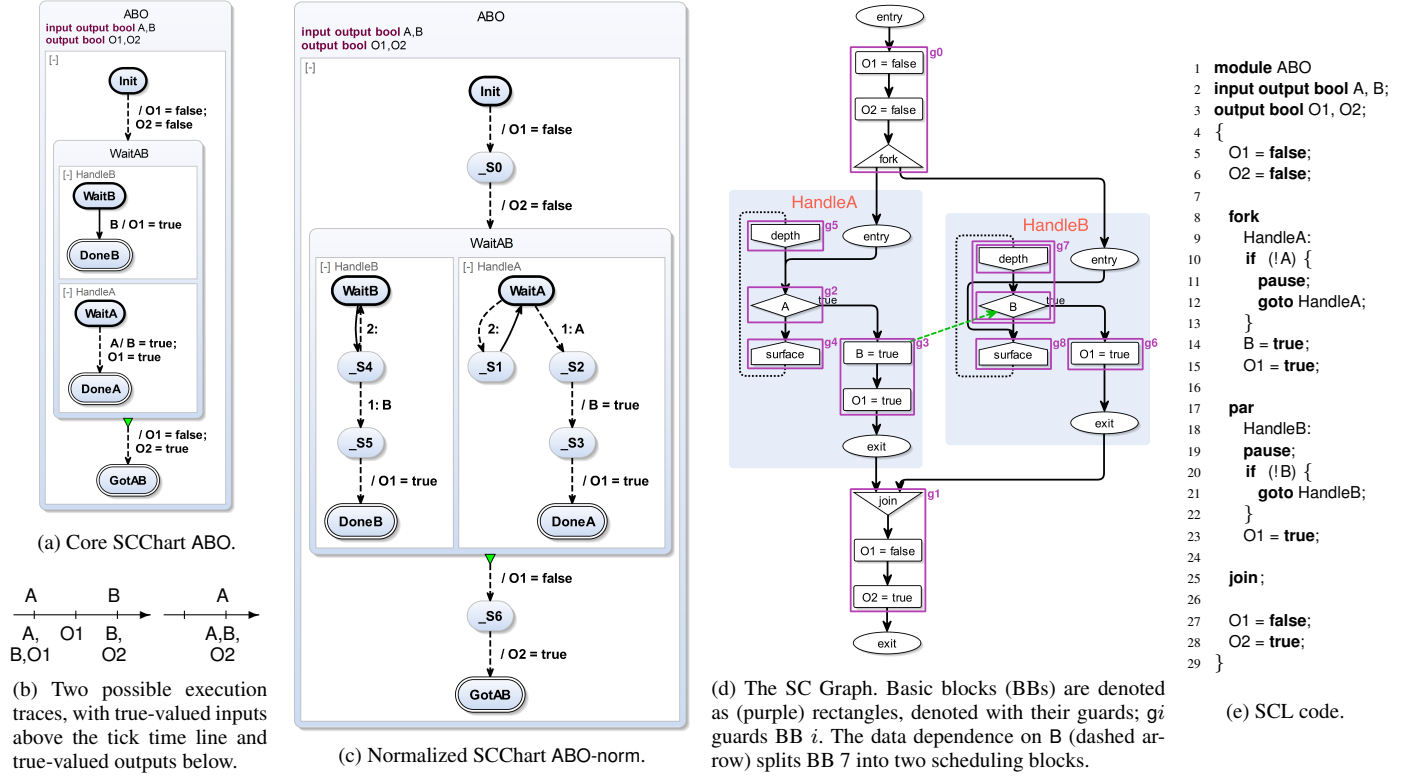 ABO
input output bool A,B
output bool O1,O2
[-]
Init
/ O1 = false;
O2 = false
WaitAB
[-] HandleB
WaitB
B / O1 = true
DoneB
[-] HandleA
WaitA
A / B = true;
O1 = true
DoneA
/ O1 = false;
O2 = true
GotAB
(a) Core SCChart ABO.
A B A
A, O1 B, A,B,
B,O1 O2 O2
(b) Two possible execution
traces, with true-valued inputs
above the tick time line and
true-valued outputs below.
ABO
input output bool A,B
output bool O1,O2
[-]
Init
/ O1 = false
_S0
/ O2 = false
WaitAB
[-] HandleB
WaitB
2:
_S4
1: B
_S5
/ O1 = true
DoneB
[-] HandleA
WaitA
2:
1: A
_S1
_S2
/ B = true
_S3
/ O1 = true
DoneA
/ O1 = false
_S6
/ O2 = true
GotAB
(c) Normalized SCChart ABO-norm.
entry
g0
O1 = false
O2 = false
fork
HandleA
g5
depth
entry
g2
A
true
surface
g4
B = true
g3
O1 = true
exit
HandleB
g7
depth
entry
B
true
surface
g8
O1 = true
g6
exit
join
g1
O1 = false
O2 = true
exit
(d) The SC Graph. Basic blocks (BBs) are denoted
as (purple) rectangles, denoted with their guards; gi
guards BB i. The data dependence on B (dashed ar-
row) splits BB 7 into two scheduling blocks.
1 module ABO
2 input output bool A, B;
3 output bool O1, O2;
4 {
5 O1 = false;
6 O2 = false;
7
8 fork
9 HandleA:
10 if (!A) {
11 pause;
12 goto HandleA;
13 }
14 B = true;
15 O1 = true;
16
17 par
18 HandleB:
19 pause;
20 if (!B) {
21 goto HandleB;
22 }
23 O1 = true;
24
25 join;
26
27 O1 = false;
28 O2 = true;
29 }
(e) SCL code.